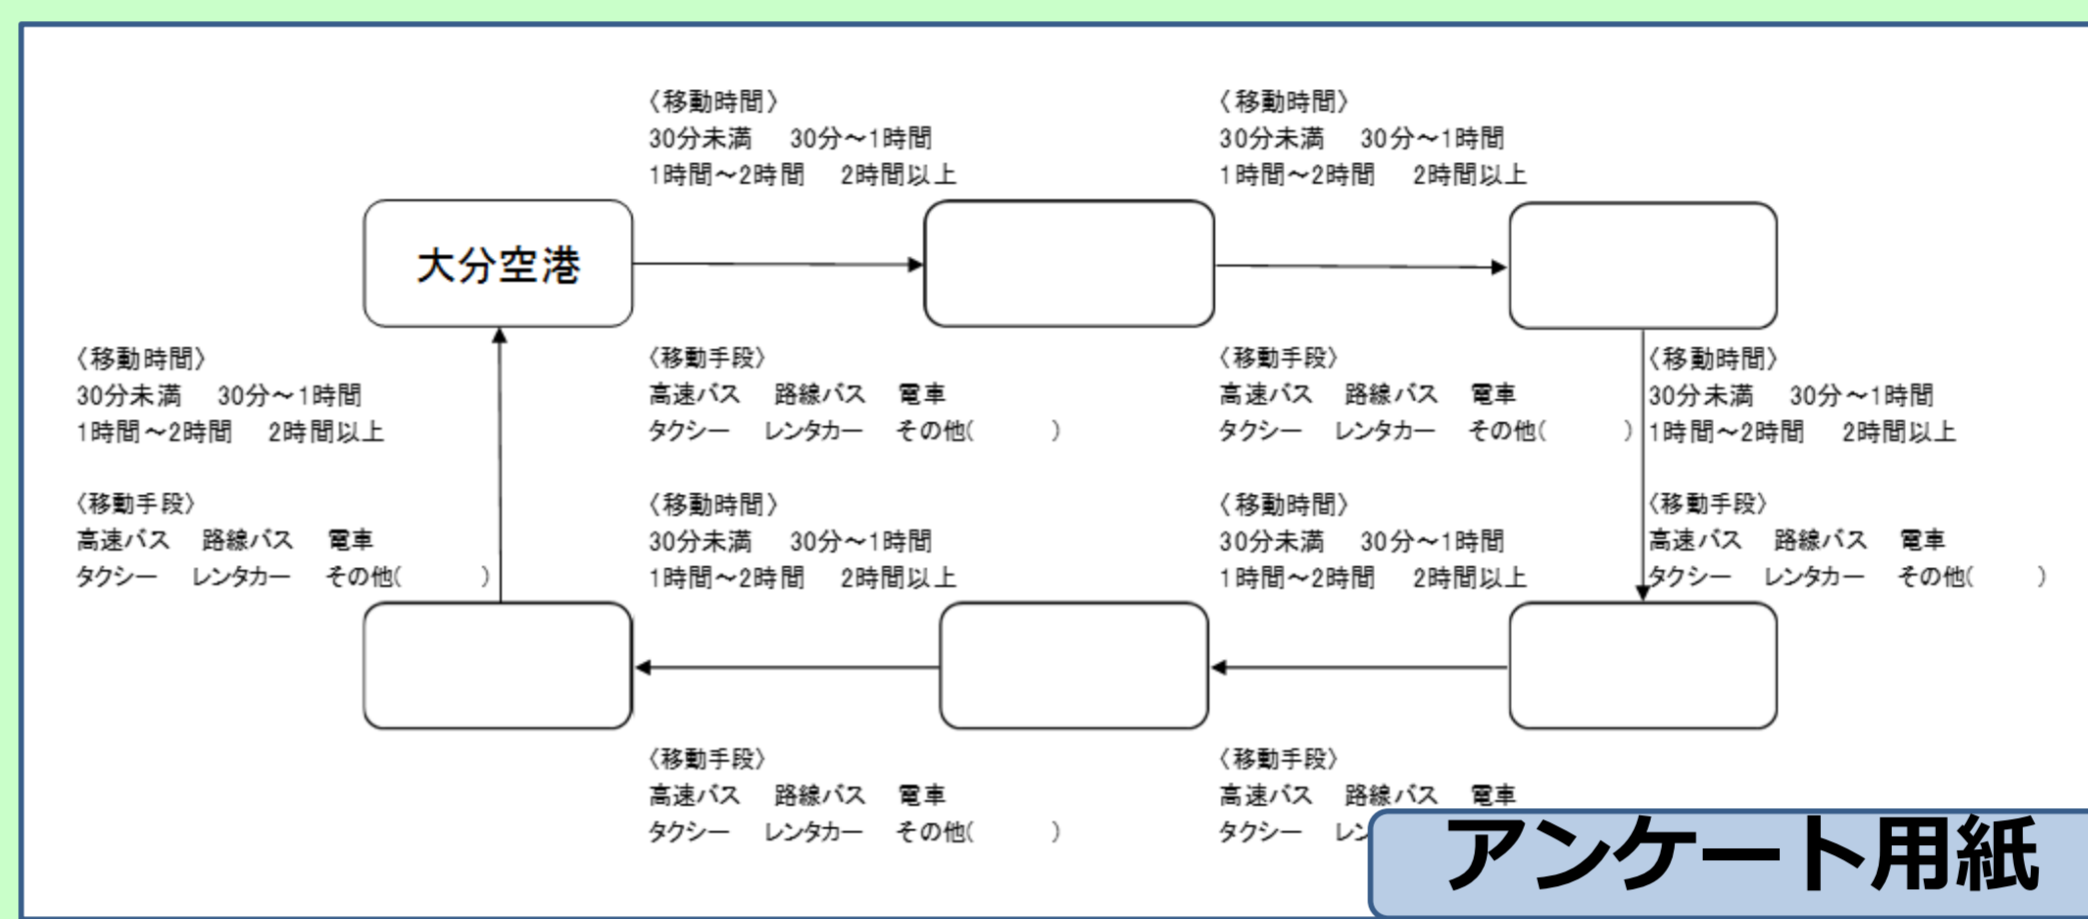 〈移動時間〉
30分未満 30分～1時間
1時間～2時間 2時間以上
〈移動時間〉
30分未満 30分～1時間
1時間～2時間 2時間以上
大分空港
〈移動時間〉
30分未満 30分～1時間
1時間～2時間 2時間以上
〈移動手段〉
高速バス 路線バス 電車
タクシー レンタカー その他( )
〈移動手段〉
高速バス 路線バス 電車
タクシー レンタカー その他( )
〈移動手段〉
高速バス 路線バス 電車
タクシー レンタカー その他( )
〈移動時間〉
30分未満 30分～1時間
1時間～2時間 2時間以上
〈移動手段〉
高速バス 路線バス 電車
タクシー レンタカー その他( )
〈移動時間〉
30分未満 30分～1時間
1時間～2時間 2時間以上
〈移動時間〉
30分未満 30分～1時間
1時間～2時間 2時間以上
〈移動手段〉
高速バス 路線バス 電車
タクシー レンタカー その他( )
〈移動手段〉
高速バス 路線バス 電車
タクシー レン
アンケート用紙